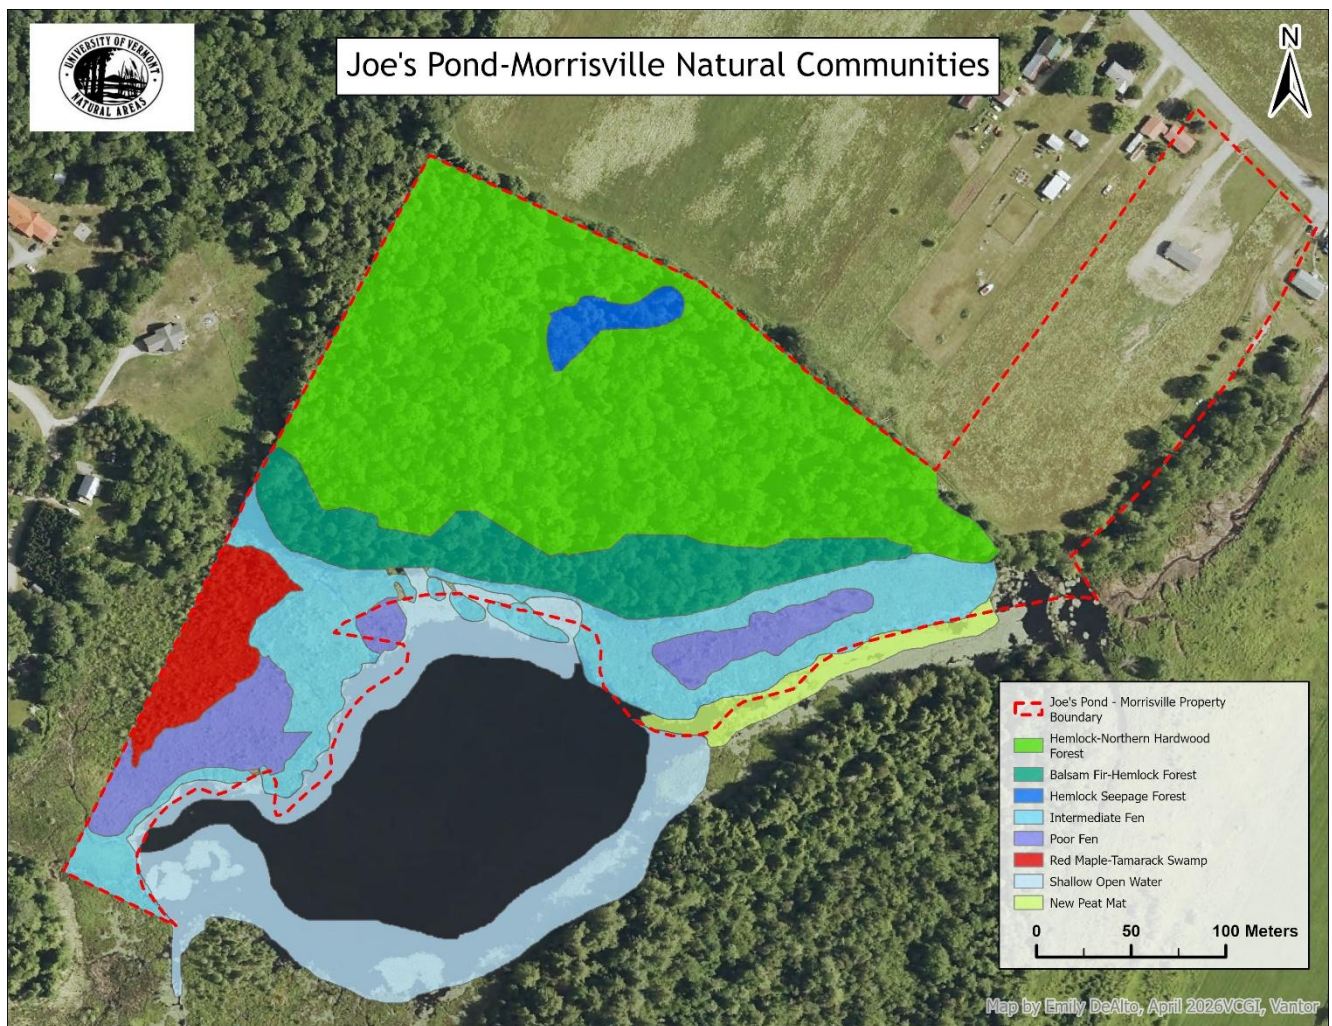 UNIVERSITY OF VERMONT
NATURAL AREAS
Joe's Pond-Morrisville Natural Communities
N
Joe's Pond - Morrisville Property
Boundary
Hemlock-Northern Hardwood
Forest
Balsam Fir-Hemlock Forest
Hemlock Seepage Forest
Intermediate Fen
Poor Fen
Red Maple-Tamarack Swamp
Shallow Open Water
New Peat Mat
0 50 100 Meters
Map by Emily DeAlto, April 2026VCGI, Vantor